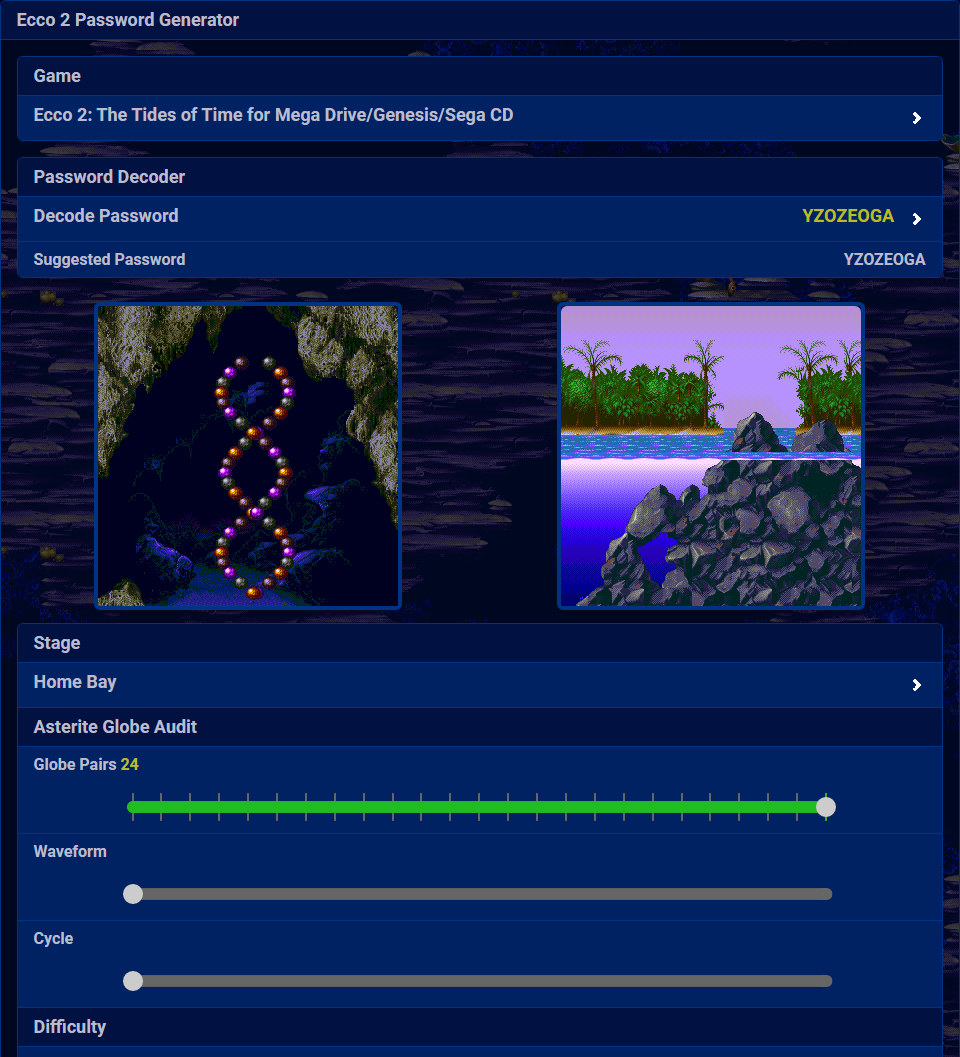 Ecco 2 Password Generator
Game
Ecco 2: The Tides of Time for Mega Drive/Genesis/Sega CD
Password Decoder
Decode Password YZOZEOGA
Suggested Password YZOZEOGA
Stage
Home Bay
Asterite Globe Audit
Globe Pairs 24
Waveform
Cycle
Difficulty